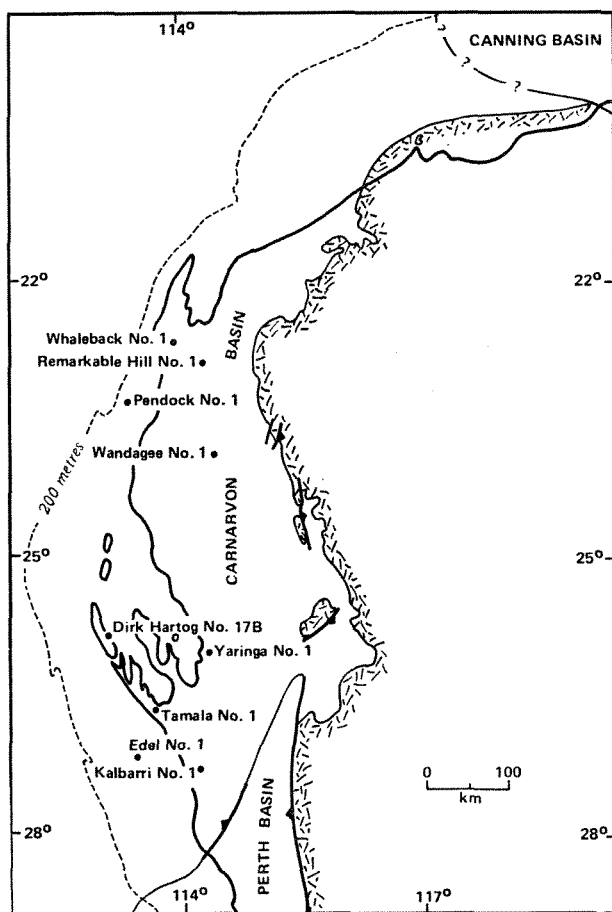 114°
CANNING BASIN
?
?
?
22°
22°
Whaleback No. 1
Remarkable Hill No. 1
BASIN
Pendock No. 1
Wandagee No. 1
200 metres
CARNARVON
25°
25°
Dirk Hartog No. 17B
Yaringa No. 1
Tamala No. 1
Edel No. 1
Kalbarri No. 1
0 100
km
PERTH BASIN
28°
28°
114°
117°